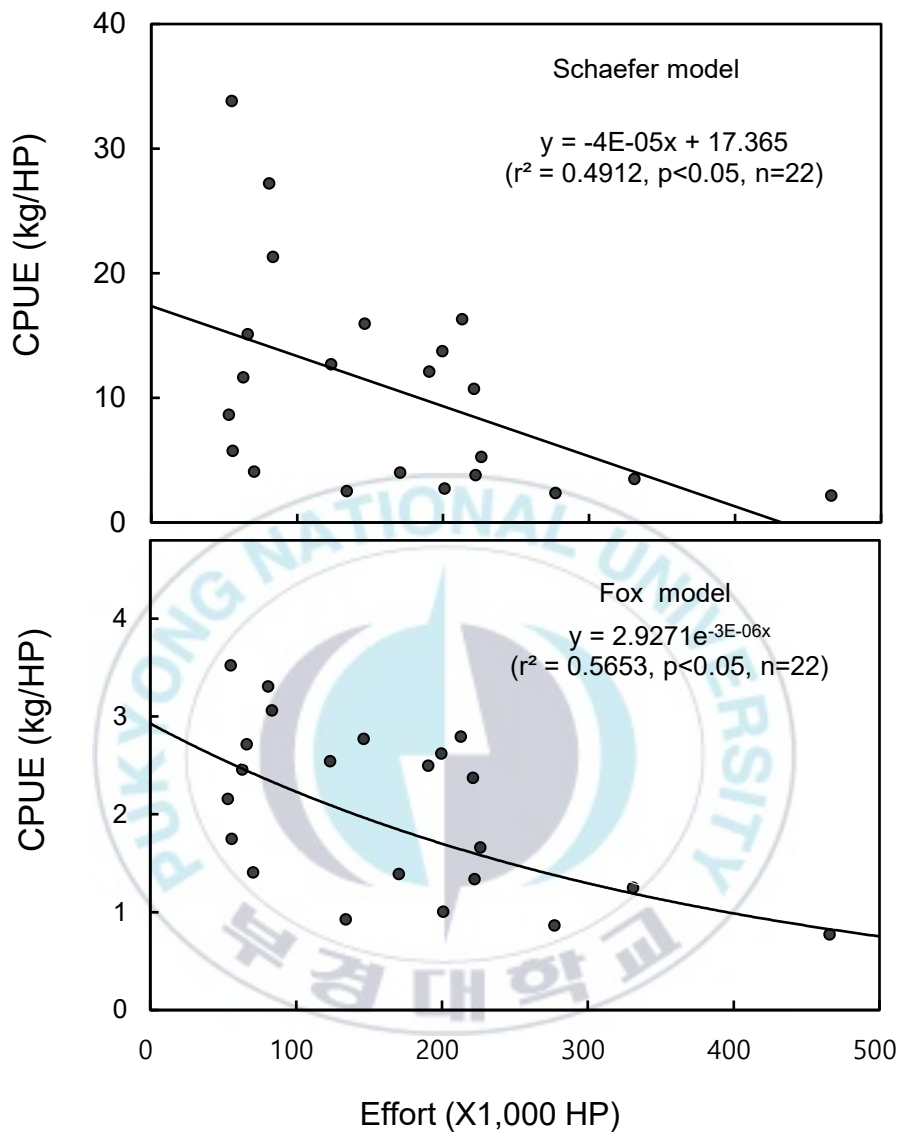 40
Schaefer model
y = -4E-05x + 17.365
(r² = 0.4912, p<0.05, n=22)
30
20
10
0
CPUE (kg/HP)
Fox model
y = 2.9271e^-3E-06x
(r² = 0.5653, p<0.05, n=22)
4
3
2
1
0
CPUE (kg/HP)
0 100 200 300 400 500
Effort (X1,000 HP)
PUKYONG NATIONAL UNIVERSITY
부경대학교